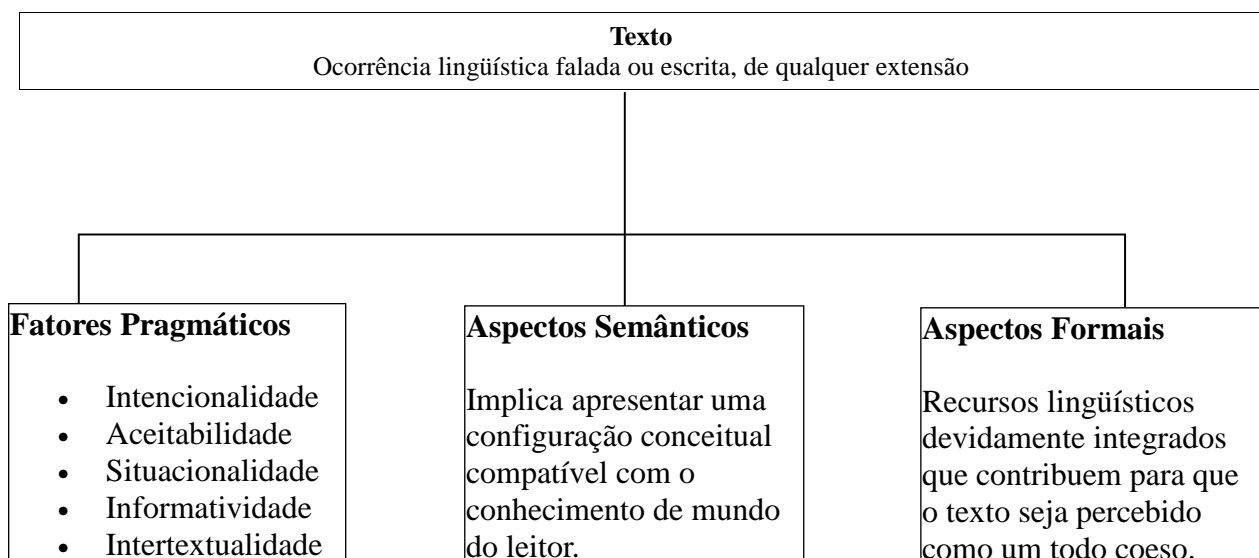 Texto
Ocorrência lingüística falada ou escrita, de qualquer extensão
Fatores Pragmáticos
• Intencionalidade
• Aceitabilidade
• Situacionalidade
• Informatividade
• Intertextualidade
Aspectos Semânticos
Implica apresentar uma
configuração conceitual
compatível com o
conhecimento de mundo
do leitor.
Aspectos Formais
Recursos lingüísticos
devidamente integrados
que contribuem para que
o texto seja percebido
como um todo coeso.